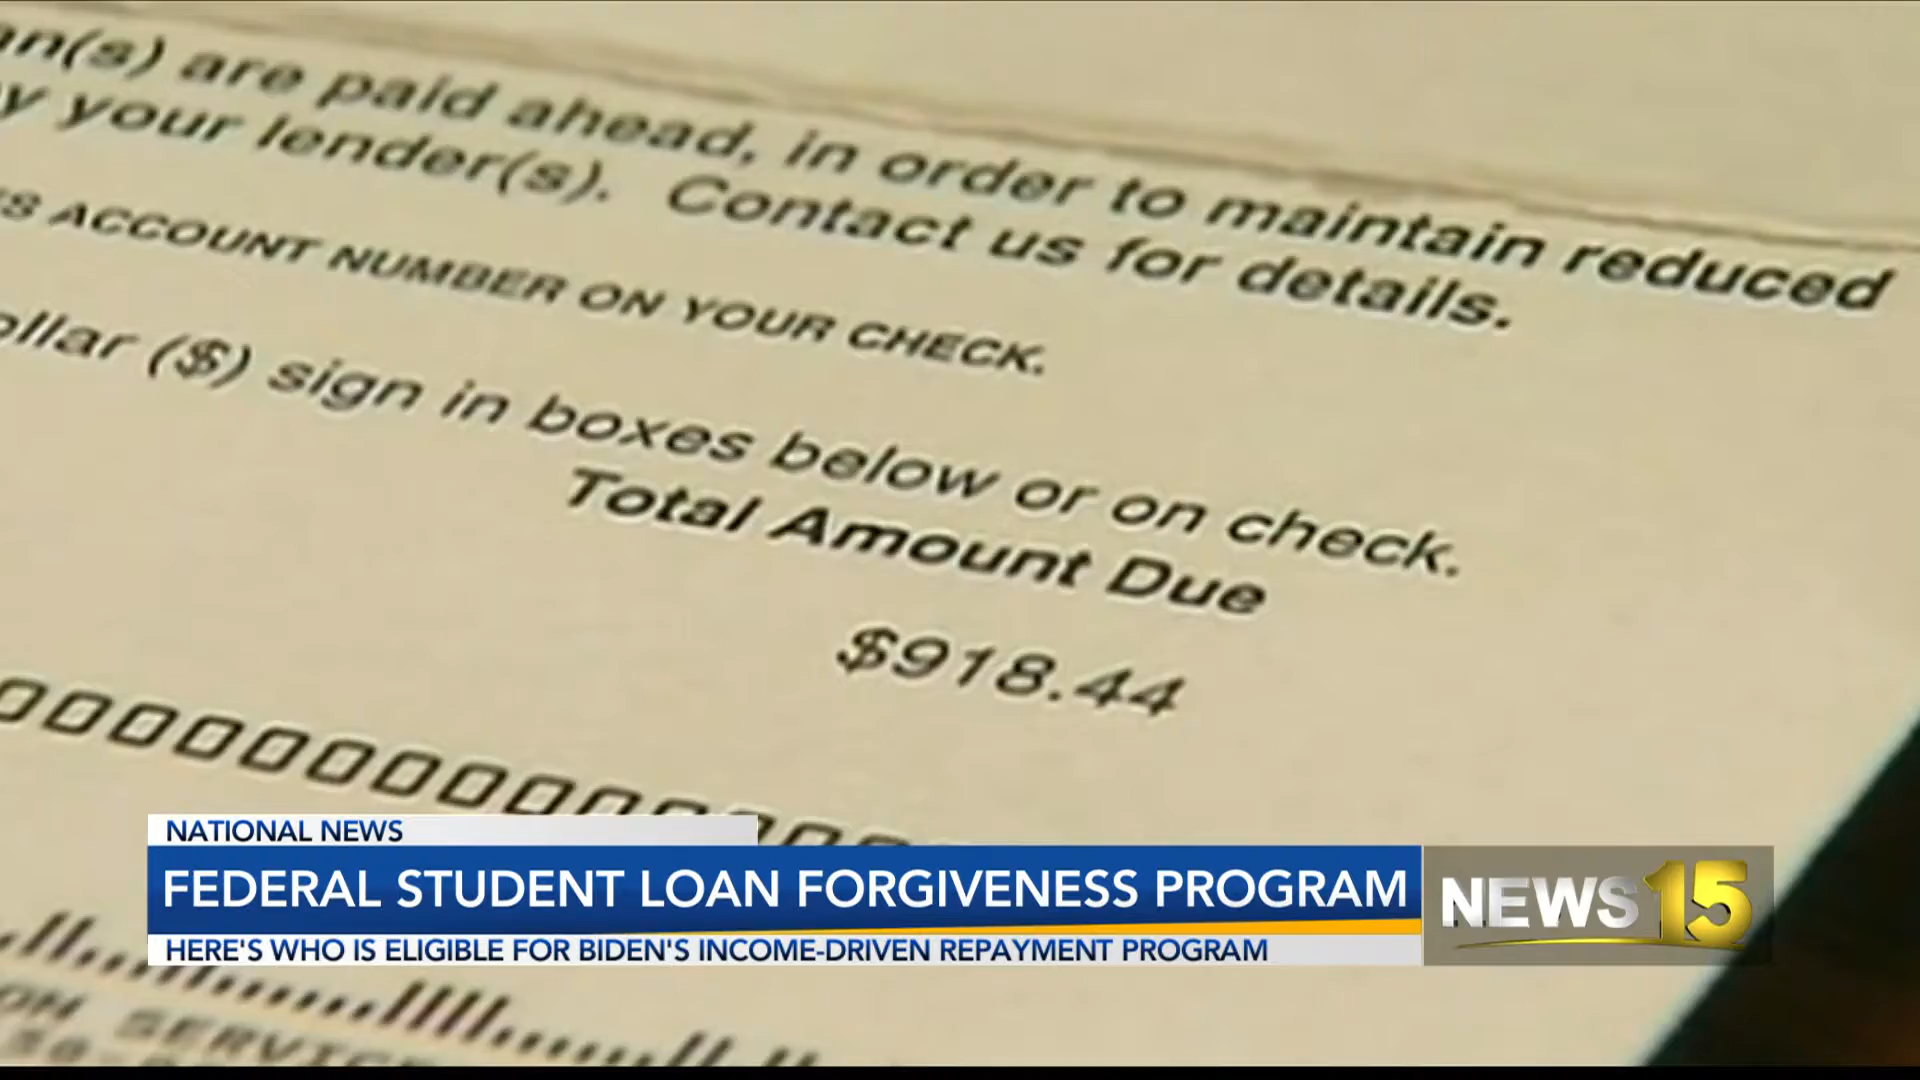 an(s) are paid ahead, in order to maintain reduced
y your lender(s). Contact us for details.
S ACCOUNT NUMBER ON YOUR CHECK.
ollar ($) sign in boxes below or on check.
Total Amount Due
$918.44
NATIONAL NEWS
FEDERAL STUDENT LOAN FORGIVENESS PROGRAM
HERE'S WHO IS ELIGIBLE FOR BIDEN'S INCOME-DRIVEN REPAYMENT PROGRAM
NEWS 15